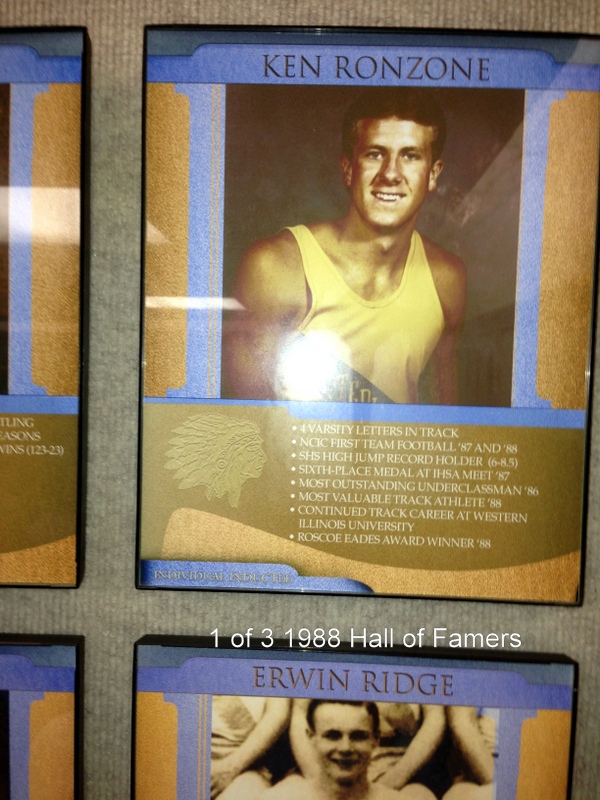 KEN RONZONE
TLING
EASONS
WINS (123-23)
• 4 VARSITY LETTERS IN TRACK
• NCIC FIRST TEAM FOOTBALL '87 AND '88
• SHS HIGH JUMP RECORD HOLDER (6-8.5)
• SIXTH-PLACE MEDAL AT IHSA MEET '87
• MOST OUTSTANDING UNDERCLASSMAN '86
• MOST VALUABLE TRACK ATHLETE '88
• CONTINUED TRACK CAREER AT WESTERN
ILLINOIS UNIVERSITY
• ROSCOE EADES AWARD WINNER '88
INDIVIDUAL INDUCTEE
1 of 3 1988 Hall of Famers
ERWIN RIDGE